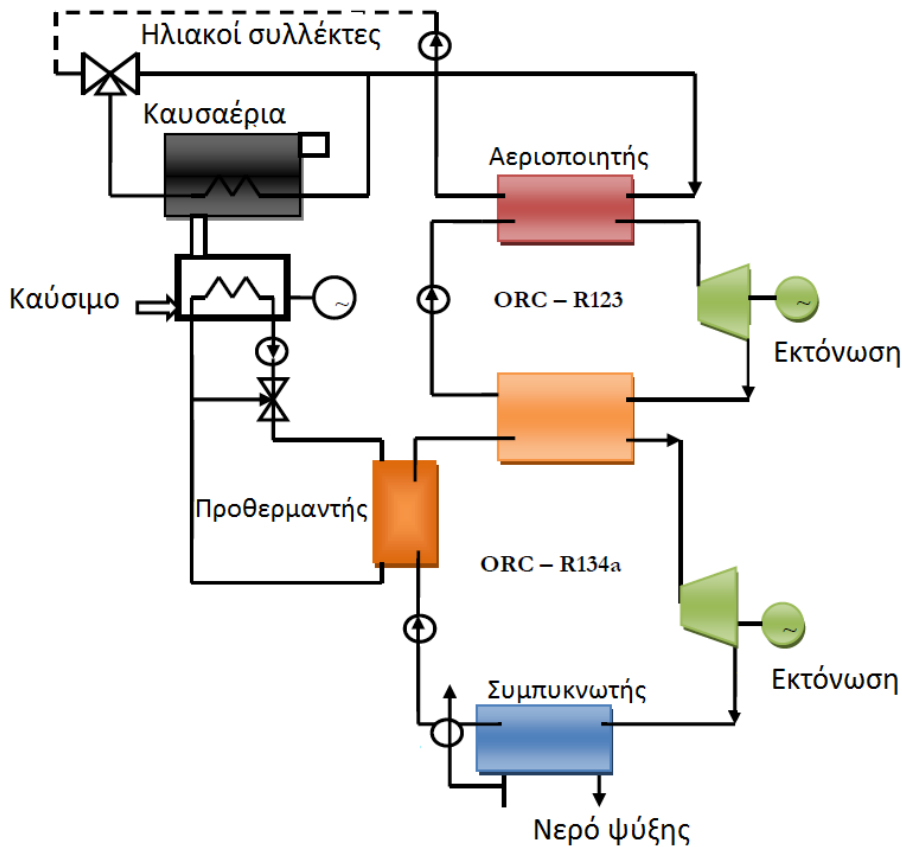 Ηλιακοί συλλέκτες
Καυσαέρια
Αεριοποιητής
Καύσιμο
~
ORC – R123
~
Εκτόνωση
Προθερμαντής
ORC – R134a
~
Εκτόνωση
Συμπυκνωτής
Νερό ψύξης